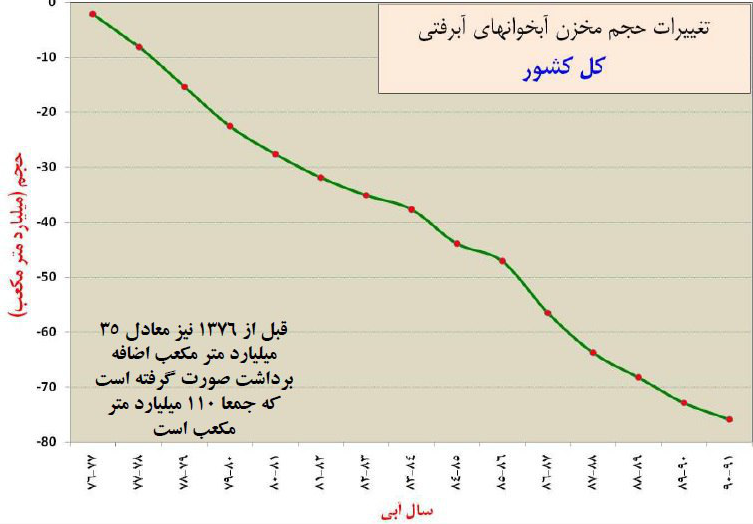 تغییرات حجم مخزن آبخوانهای آبرفتی
کل کشور
حجم (میلیارد متر مکعب)
0
-10
-20
-30
-40
-50
-60
-70
-80
قبل از ۱۳۷۶ نیز معادل ۳۵
میلیارد متر مکعب اضافه
برداشت صورت گرفته است
که جمعا ۱۱۰ میلیارد متر
مکعب است
۷۶-۷۷
۷۷-۷۸
۷۸-۷۹
۷۹-۸۰
۸۰-۸۱
۸۱-۸۲
۸۲-۸۳
۸۳-۸۴
۸۴-۸۵
۸۵-۸۶
۸۶-۸۷
۸۷-۸۸
۸۸-۸۹
۸۹-۹۰
۹۰-۹۱
سال آبی